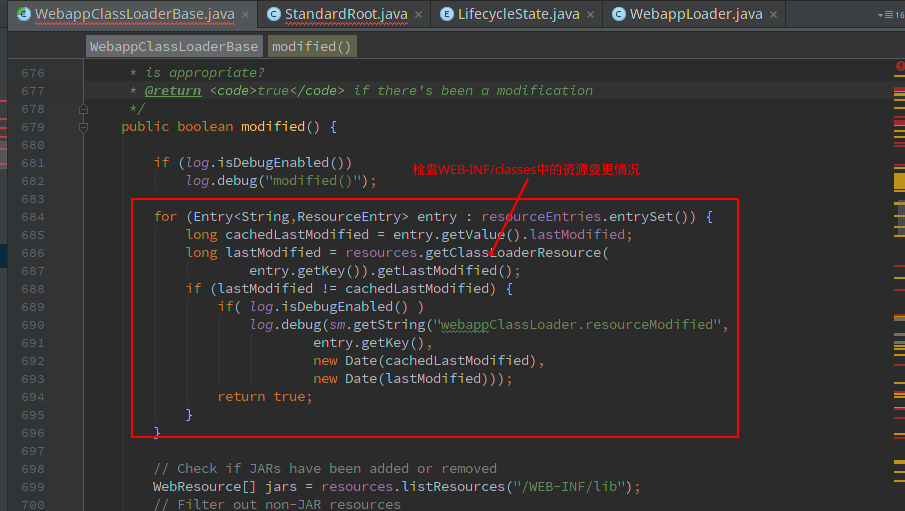 WebappClassLoaderBase.java × StandardRoot.java × LifecycleState.java × WebappLoader.java × 16
WebappClassLoaderBase modified()
676 * is appropriate?
677 * @return <code>true</code> if there's been a modification
678 */
679 public boolean modified() {
680
681 if (log.isDebugEnabled())
检查WEB-INF/classes中的资源变更情况
682 log.debug("modified()");
683
684 for (Entry<String,ResourceEntry> entry : resourceEntries.entrySet()) {
685 long cachedLastModified = entry.getValue().lastModified;
686 long lastModified = resources.getClassLoaderResource(
687 entry.getKey()).getLastModified();
688 if (lastModified != cachedLastModified) {
689 if( log.isDebugEnabled() )
690 log.debug(sm.getString("webappClassLoader.resourceModified",
691 entry.getKey(),
692 new Date(cachedLastModified),
693 new Date(lastModified)));
694 return true;
695 }
696 }
697
698 // Check if JARs have been added or removed
699 WebResource[] jars = resources.listResources("/WEB-INF/lib");
700 // Filter out non-JAR resources